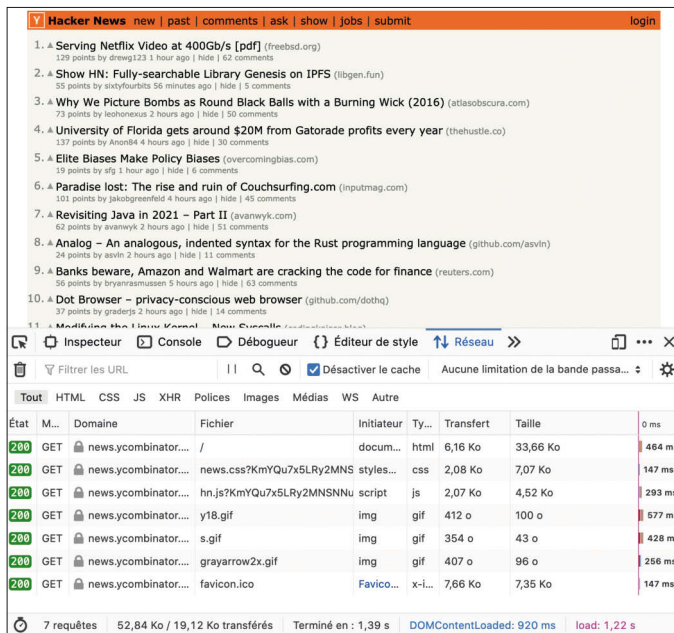 Y Hacker News new | past | comments | ask | show | jobs | submit login
1. Serving Netflix Video at 400Gb/s [pdf] (freebsd.org)
129 points by drewg123 1 hour ago | hide | 62 comments
2. Show HN: Fully-searchable Library Genesis on IPFS (libgen.fun)
55 points by sixtyfourbits 56 minutes ago | hide | 5 comments
3. Why We Picture Bombs as Round Black Balls with a Burning Wick (2016) (atlasobscura.com)
73 points by leohonexus 2 hours ago | hide | 50 comments
4. University of Florida gets around $20M from Gatorade profits every year (thehustle.co)
137 points by Anon84 4 hours ago | hide | 30 comments
5. Elite Biases Make Policy Biases (overcomingbias.com)
19 points by sfg 1 hour ago | hide | 6 comments
6. Paradise lost: The rise and ruin of Couchsurfing.com (inputmag.com)
101 points by jakobgreenfeld 4 hours ago | hide | 45 comments
7. Revisiting Java in 2021 – Part II (avanwyk.com)
62 points by avanwyk 2 hours ago | hide | 51 comments
8. Analog – An analogous, indented syntax for the Rust programming language (github.com/asvln)
24 points by asvln 2 hours ago | hide | 11 comments
9. Banks beware, Amazon and Walmart are cracking the code for finance (reuters.com)
56 points by bryanrasmussen 5 hours ago | hide | 63 comments
10. Dot Browser – privacy-conscious web browser (github.com/dothq)
37 points by graderjs 2 hours ago | hide | 14 comments
11. Modifying the Linux Kernel – New Syscalls
Inspecteur Console Débogueur {} Éditeur de style Réseau
Filtrer les URL Désactiver le cache Aucune limitation de la bande passa...
Tout HTML CSS JS XHR Polices Images Médias WS Autre
État M... Domaine Fichier Initiateur Ty... Transfert Taille 0 ms
200 GET news.ycombinator.... / docum... html 6,16 Ko 33,66 Ko 464 m
200 GET news.ycombinator.... news.css?KmYQu7x5LRy2MNS styles... css 2,08 Ko 7,07 Ko 147 ms
200 GET news.ycombinator.... hn.js?KmYQu7x5LRy2MNSNNu script js 2,07 Ko 4,52 Ko 293 ms
200 GET news.ycombinator.... y18.gif img gif 412 o 100 o 577 m
200 GET news.ycombinator.... s.gif img gif 354 o 43 o 428 m
200 GET news.ycombinator.... grayarrow2x.gif img gif 407 o 96 o 256 ms
200 GET news.ycombinator.... favicon.ico Favico... x-i... 7,66 Ko 7,35 Ko 147 ms
7 requêtes 52,84 Ko / 19,12 Ko transférés Terminé en : 1,39 s DOMContentLoaded: 920 ms load: 1,22 s